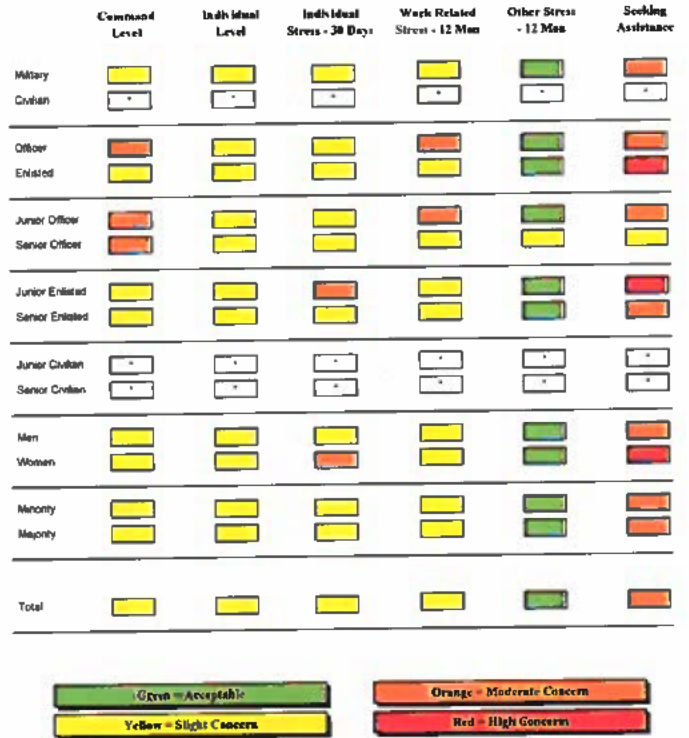 Command Individual Individual Work Related Other Stress Seeking
Level Level Stress - 30 Days Stress - 12 Mon - 12 Mon Assistance
Military
Civilian * * * * * *
Officer
Enlisted
Junior Officer
Senior Officer
Junior Enlisted
Senior Enlisted
Junior Civilian * * * * * *
Senior Civilian * * * * * *
Men
Women
Minority
Majority
Total
Green = Acceptable Orange = Moderate Concern
Yellow = Slight Concern Red = High Concern